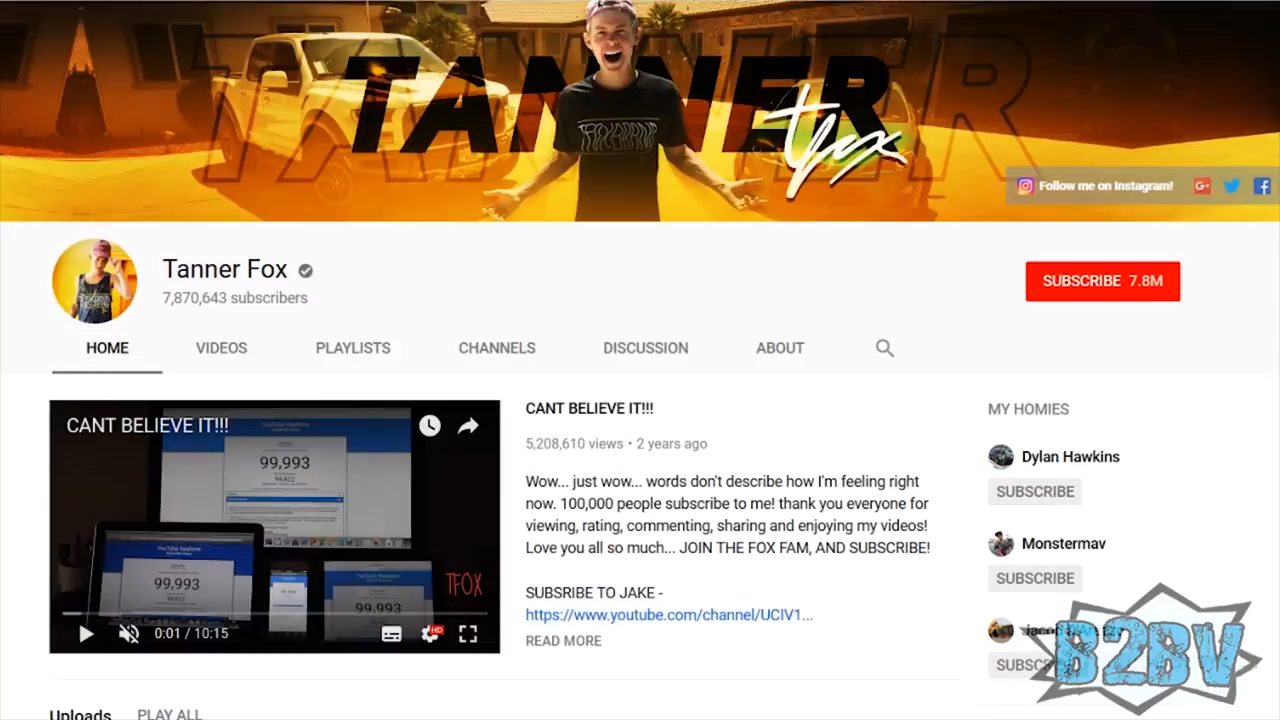 TANNER
tfox
Follow me on Instagram!
Tanner Fox
7,870,643 subscribers
SUBSCRIBE 7.8M
HOME VIDEOS PLAYLISTS CHANNELS DISCUSSION ABOUT
CANT BELIEVE IT!!!
99,993
99,993
99,993
TFOX
0:01 / 10:15
HD
CANT BELIEVE IT!!!
5,208,610 views • 2 years ago
Wow... just wow... words don't describe how I'm feeling right
now. 100,000 people subscribe to me! thank you everyone for
viewing, rating, commenting, sharing and enjoying my videos!
Love you all so much... JOIN THE FOX FAM, AND SUBSCRIBE!
SUBSRIBE TO JAKE -
https://www.youtube.com/channel/UCIV1...
READ MORE
MY HOMIES
Dylan Hawkins
SUBSCRIBE
Monstermav
SUBSCRIBE
B2BV
Uploads PLAY ALL